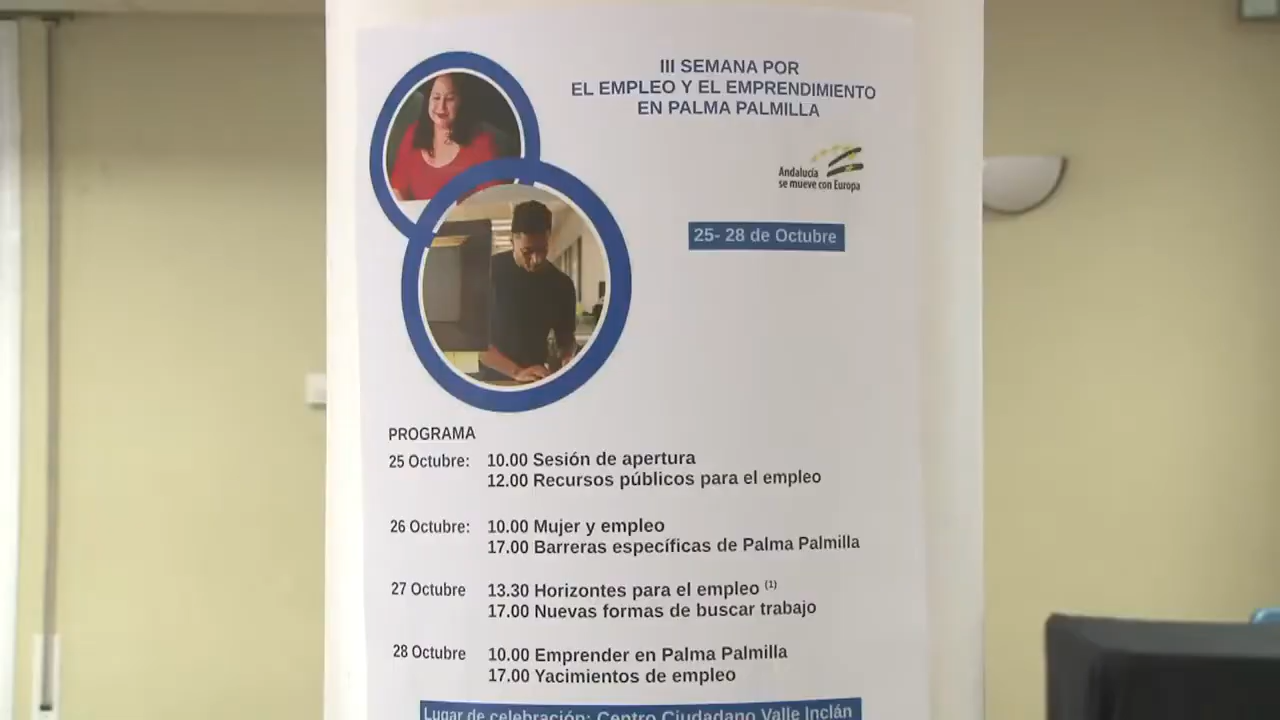 III SEMANA POR
EL EMPLEO Y EL EMPRENDIMIENTO
EN PALMA PALMILLA
Andalucía
se mueve con Europa
25- 28 de Octubre
PROGRAMA
25 Octubre: 10.00 Sesión de apertura
12.00 Recursos públicos para el empleo
26 Octubre: 10.00 Mujer y empleo
17.00 Barreras específicas de Palma Palmilla
27 Octubre 13.30 Horizontes para el empleo (1)
17.00 Nuevas formas de buscar trabajo
28 Octubre 10.00 Emprender en Palma Palmilla
17.00 Yacimientos de empleo
Lugar de celebración: Centro Ciudadano Valle Inclán